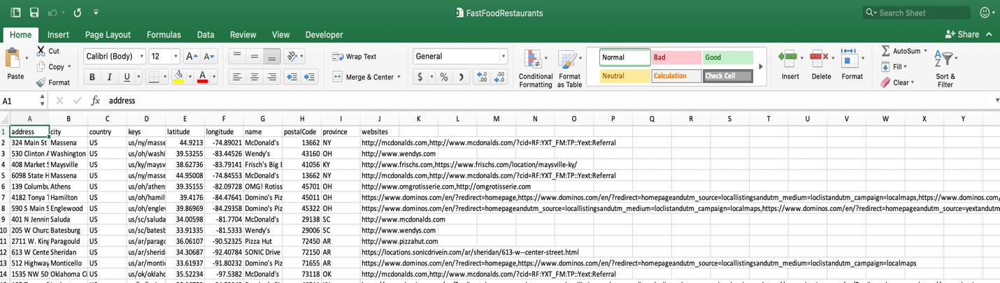 FastFoodRestaurants
Search Sheet
Home Insert Page Layout Formulas Data Review View Developer Share
Cut
Copy
Format
Paste
Calibri (Body) 12 A A
B I U A
Wrap Text
Merge & Center
General
$ % )
.0 .00
.00 .0
Conditional Formatting
Format as Table
Normal Bad Good
Neutral Calculation Check Cell
Insert Delete Format
AutoSum
Fill
Clear
Sort & Filter
A1 fx address
A B C D E F G H I J K L M N O P Q R S T U V W X Y
1 address city country keys latitude longitude name postalCode province websites
2 324 Main St Massena US us/ny/masse 44.9213 -74.89021 McDonald's 13662 NY http://mcdonalds.com,http://www.mcdonalds.com/?cid=RF:YXT_FM:TP::Yext:Referral
3 530 Clinton A Washington US us/oh/washi 39.53255 -83.44526 Wendy's 43160 OH http://www.wendys.com
4 408 Market S Maysville US us/ky/maysv 38.62736 -83.79141 Frisch's Big B 41056 KY http://www.frischs.com,https://www.frischs.com/location/maysville-ky/
5 6098 State H Massena US us/ny/masse 44.95008 -74.84553 McDonald's 13662 NY http://mcdonalds.com,http://www.mcdonalds.com/?cid=RF:YXT_FM:TP::Yext:Referral
6 139 Columbu Athens US us/oh/athen 39.35155 -82.09728 OMG! Rotiss 45701 OH http://www.omgrotisserie.com,http://omgrotisserie.com
7 4182 Tonya T Hamilton US us/oh/hamil 39.4176 -84.47641 Domino's Piz 45011 OH https://www.dominos.com/en/?redirect=homepage,https://www.dominos.com/en/?redirect=homepageandutm_source=locallistingsandutm_medium=loclistandutm_campaign=localmaps,https://www.dominos.com/
8 590 S Main S Englewood US us/oh/englev 39.86969 -84.29358 Domino's Piz 45322 OH https://www.dominos.com/en/?redirect=homepageandutm_source=locallistingsandutm_medium=loclistandutm_campaign=localmaps,https://www.dominos.com/en/?redirect=homepageandutm_source=yextandutm
9 401 N Jennin Saluda US us/sc/saluda 34.00598 -81.7704 McDonald's 29138 SC http://www.mcdonalds.com
10 205 W Churc Batesburg US us/sc/batesb 33.91335 -81.5333 Wendy's 29006 SC http://www.wendys.com
11 2711 W. King Paragould US us/ar/parago 36.06107 -90.52325 Pizza Hut 72450 AR http://www.pizzahut.com
12 613 W Cente Sheridan US us/ar/sherid 34.30687 -92.40784 SONIC Drive 72150 AR https://locations.sonicdrivein.com/ar/sheridan/613-w--center-street.html
13 512 Highway Monticello US us/ar/monti 33.61937 -91.80232 Domino's Piz 71655 AR https://www.dominos.com/en/?redirect=homepage,https://www.dominos.com/en/?redirect=homepageandutm_source=locallistingsandutm_medium=loclistandutm_campaign=localmaps
14 1535 NW 50 Oklahoma Ci US us/ok/oklaho 35.52234 -97.5382 McDonald's 73118 OK http://mcdonalds.com,http://www.mcdonalds.com/?cid=RF:YXT_FM:TP::Yext:Referral